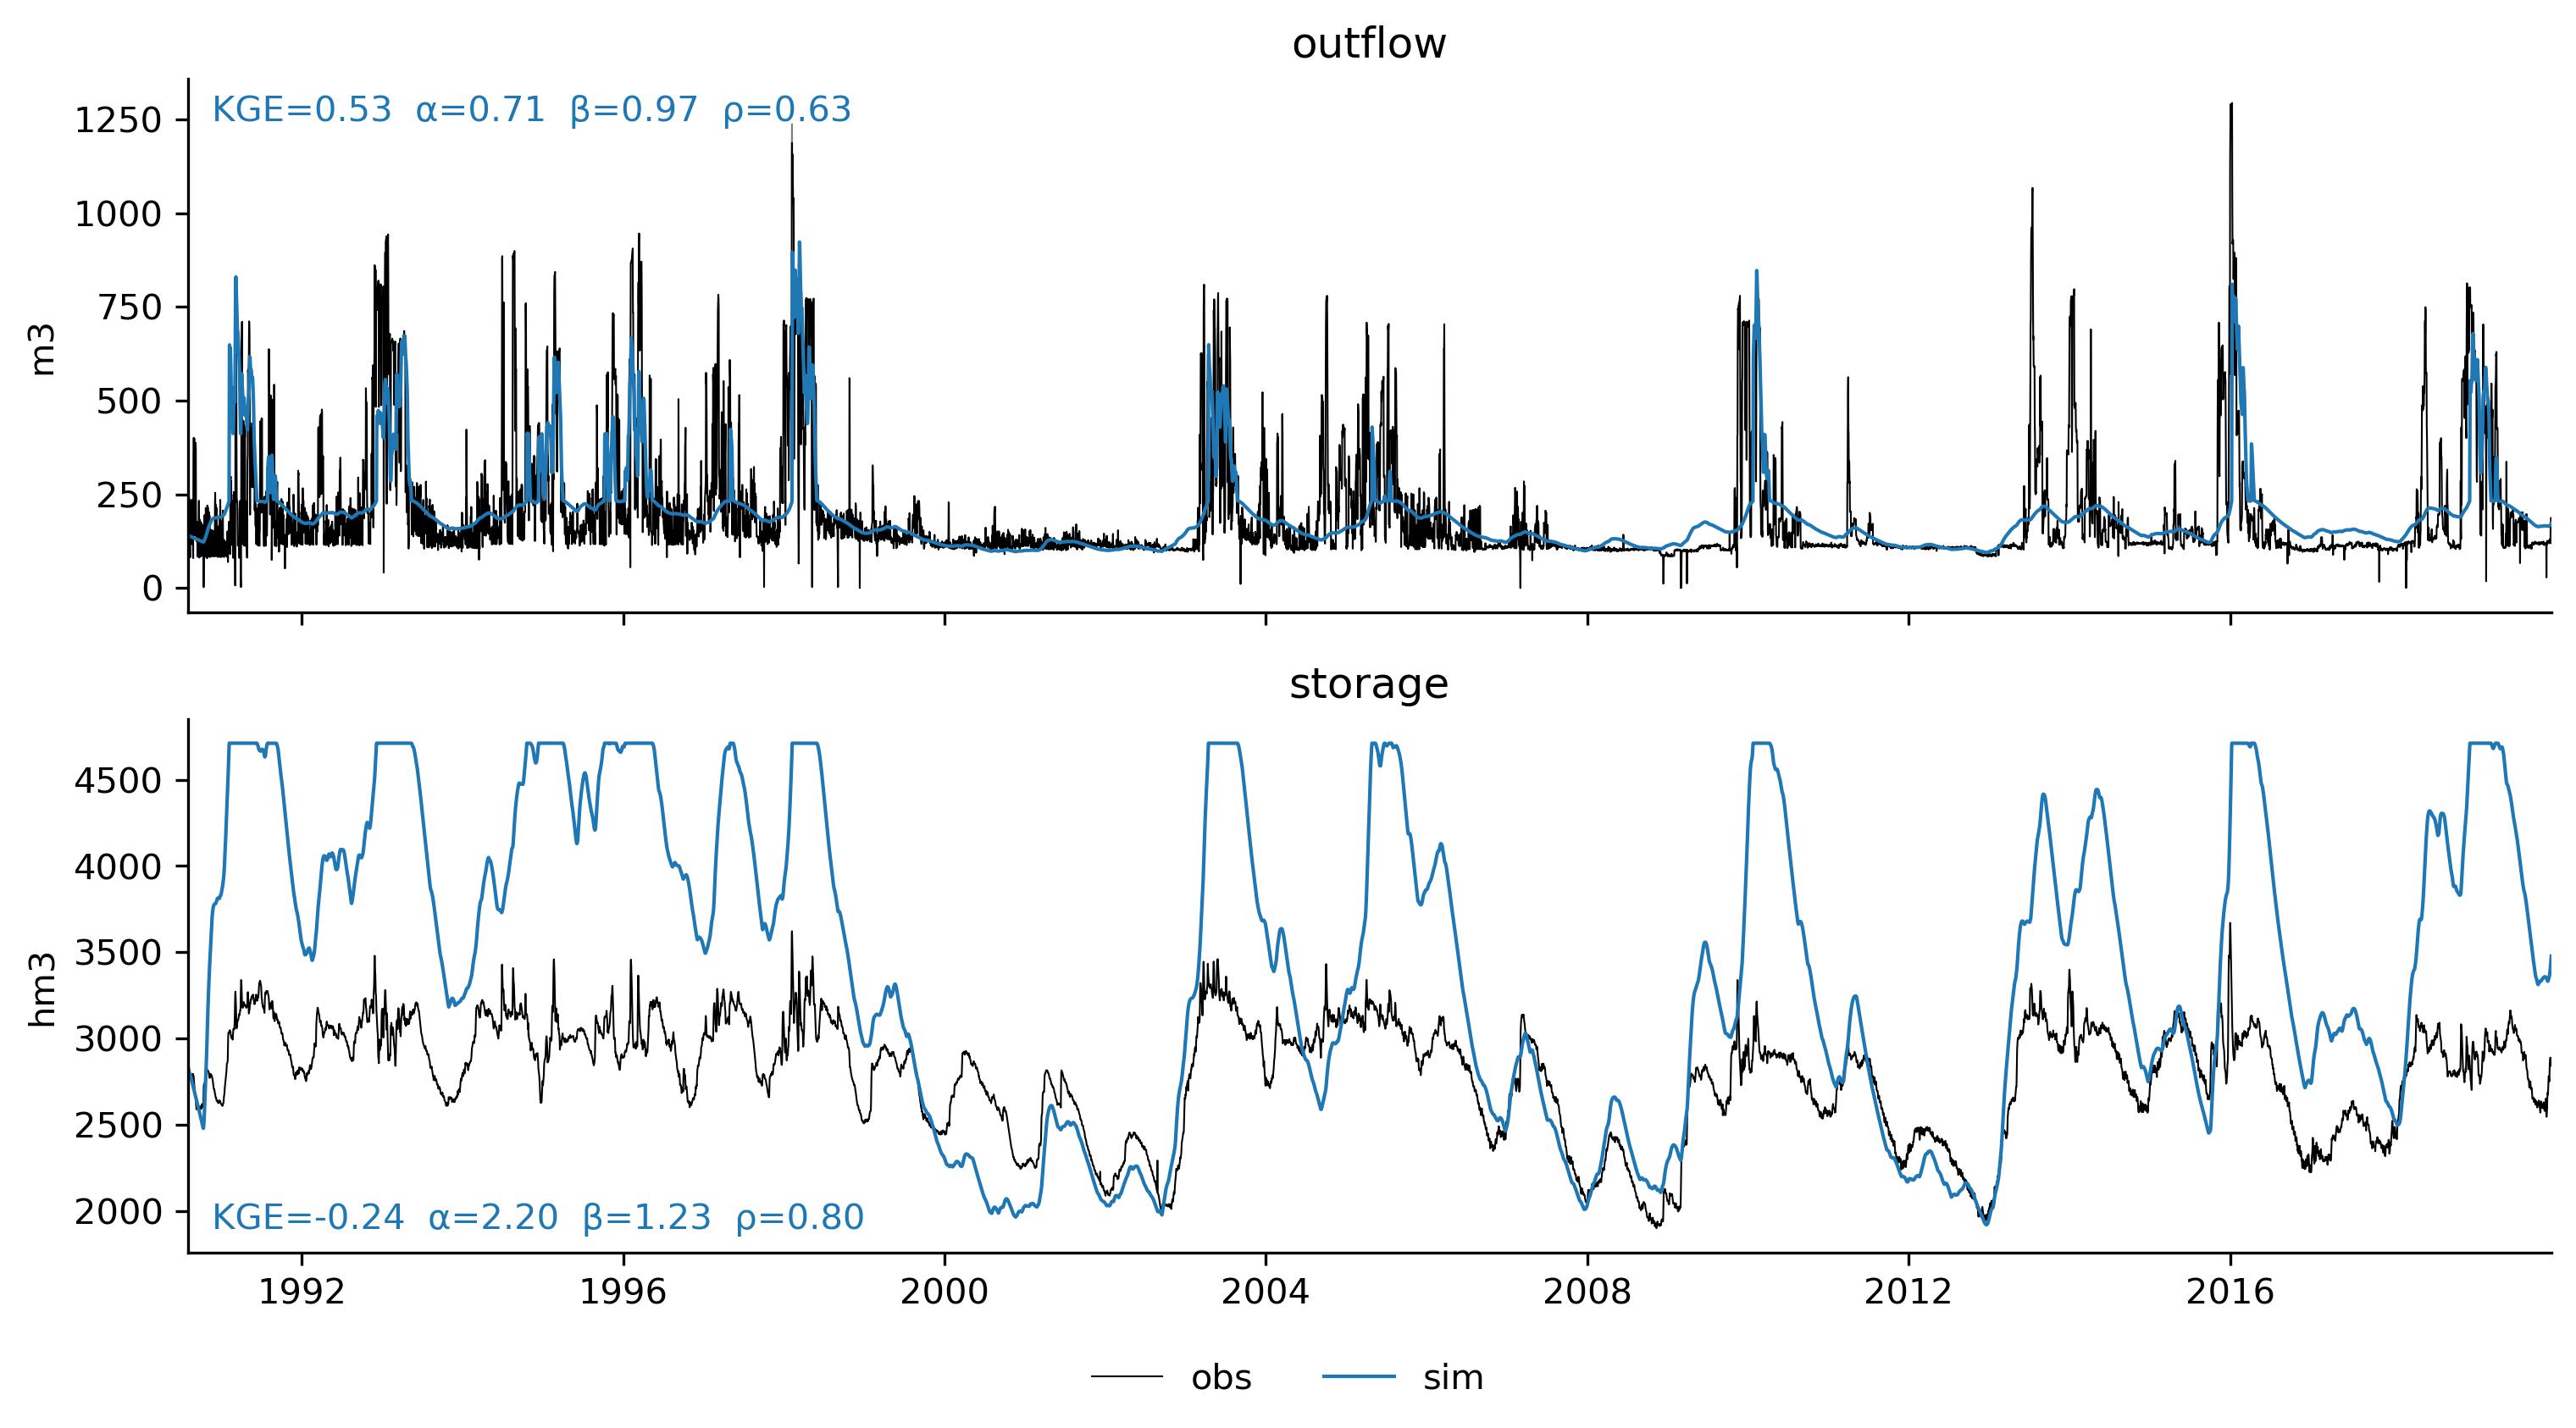 outflow
KGE=0.53 α=0.71 β=0.97 ρ=0.63
1250
1000
750
500
250
0
m3
storage
4500
4000
3500
3000
2500
2000
hm3
KGE=-0.24 α=2.20 β=1.23 ρ=0.80
1992 1996 2000 2004 2008 2012 2016
obs sim